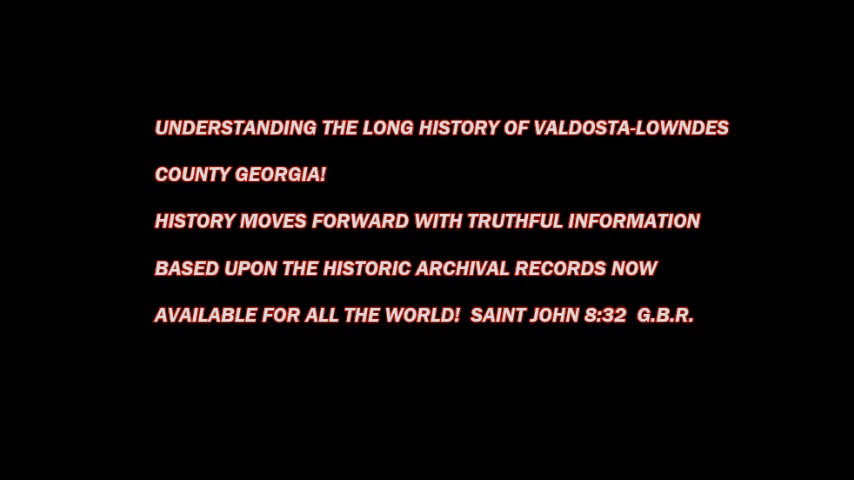 UNDERSTANDING THE LONG HISTORY OF VALDOSTA-LOWNDES
COUNTY GEORGIA!
HISTORY MOVES FORWARD WITH TRUTHFUL INFORMATION
BASED UPON THE HISTORIC ARCHIVAL RECORDS NOW
AVAILABLE FOR ALL THE WORLD!  SAINT JOHN 8:32  G.B.R.